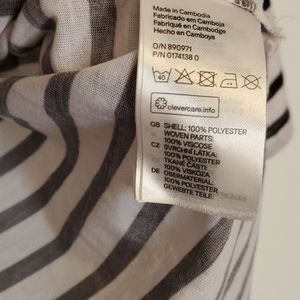 Made in Cambodia
Fabricado em Camboja
Fabriqué en Cambodge
Hecho en Camboya
O/N 890971
P/N 0174138 0
40
clevercare.info
GB SHELL: 100% POLYESTER
WOVEN PARTS:
100% VISCOSE
CZ SVRCHNÍ LÁTKA:
100% POLYESTER
TKANÉ ČÁSTI:
100% VISKÓZA
DE OBERMATERIAL:
100% POLYESTER
GEWEBTE TEILE: